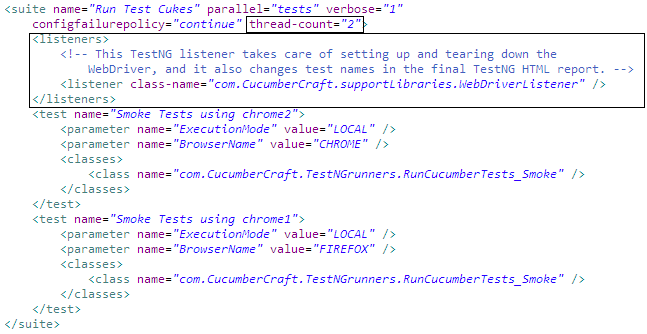 <suite name="Run Test Cukes" parallel="tests" verbose="1"
configfailurepolicy="continue" thread-count="2">
<listeners>
<!-- This TestNG listener takes care of setting up and tearing down the
WebDriver, and it also changes test names in the final TestNG HTML report. -->
<listener class-name="com.CucumberCraft.supportLibraries.WebDriverListener" />
</listeners>
<test name="Smoke Tests using chrome2">
<parameter name="ExecutionMode" value="LOCAL" />
<parameter name="BrowserName" value="CHROME" />
<classes>
<class name="com.CucumberCraft.TestNGrunners.RunCucumberTests_Smoke" />
</classes>
</test>
<test name="Smoke Tests using chrome1">
<parameter name="ExecutionMode" value="LOCAL" />
<parameter name="BrowserName" value="FIREFOX" />
<classes>
<class name="com.CucumberCraft.TestNGrunners.RunCucumberTests_Smoke" />
</classes>
</test>
</suite>